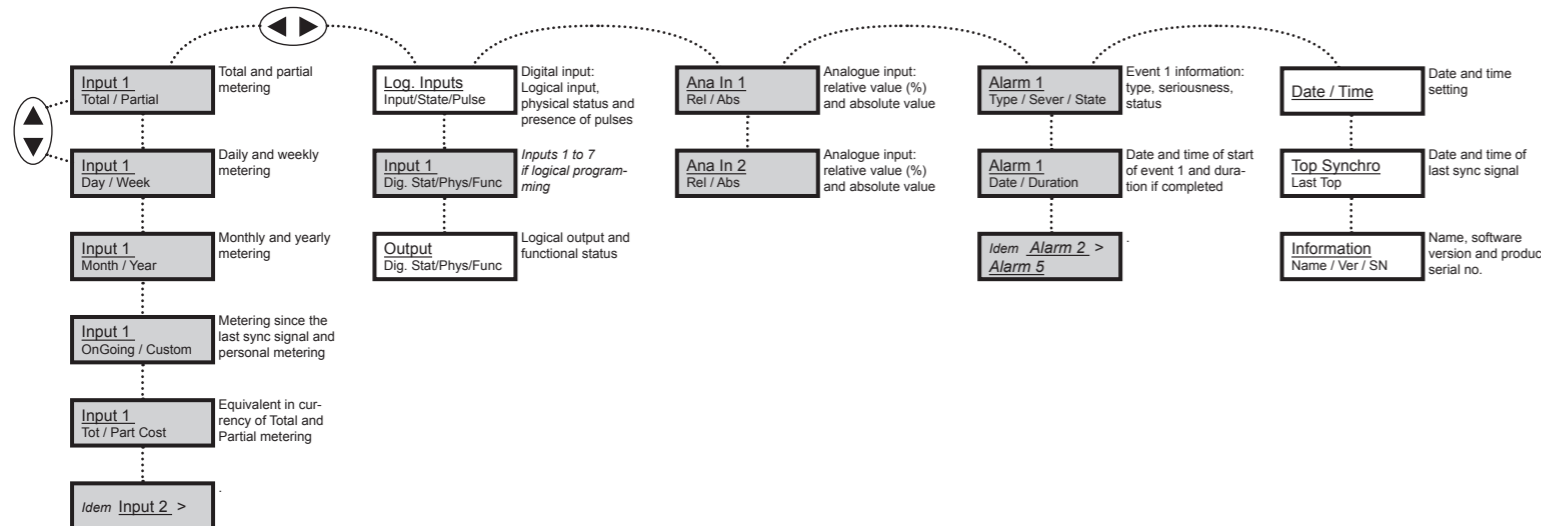 Input 1
Total / Partial
Total and partial
metering
Input 1
Day / Week
Daily and weekly
metering
Input 1
Month / Year
Monthly and yearly
metering
Input 1
OnGoing / Custom
Metering since the
last sync signal and
personal metering
Input 1
Tot / Part Cost
Equivalent in cur-
rency of Total and
Partial metering
Idem Input 2 >
.
Log. Inputs
Input/State/Pulse
Digital input:
Logical input,
physical status and
presence of pulses
Input 1
Dig. Stat/Phys/Func
Inputs 1 to 7
if logical program-
ming
Output
Dig. Stat/Phys/Func
Logical output and
functional status
Ana In 1
Rel / Abs
Analogue input:
relative value (%)
and absolute value
Ana In 2
Rel / Abs
Analogue input:
relative value (%)
and absolute value
Alarm 1
Type / Sever / State
Event 1 information:
type, seriousness,
status
Alarm 1
Date / Duration
Date and time of start
of event 1 and dura-
tion if completed
Idem Alarm 2 >
Alarm 5
.
Date / Time
Date and time
setting
Top Synchro
Last Top
Date and time of
last sync signal
Information
Name / Ver / SN
Name, software
version and produc
serial no.